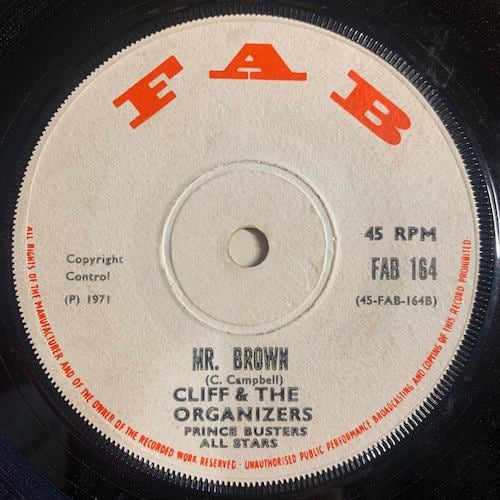 FAB
45 RPM
Copyright
Control
(P) 1971
FAB 164
(45-FAB-164B)
MR. BROWN
(C. Campbell)
CLIFF & THE
ORGANIZERS
PRINCE BUSTERS
ALL STARS
ALL RIGHTS OF THE MANUFACTURER AND OF THE OWNER OF THE RECORDED WORK RESERVED · UNAUTHORISED PUBLIC PERFORMANCE BROADCASTING AND COPYING OF THIS RECORD PROHIBITED